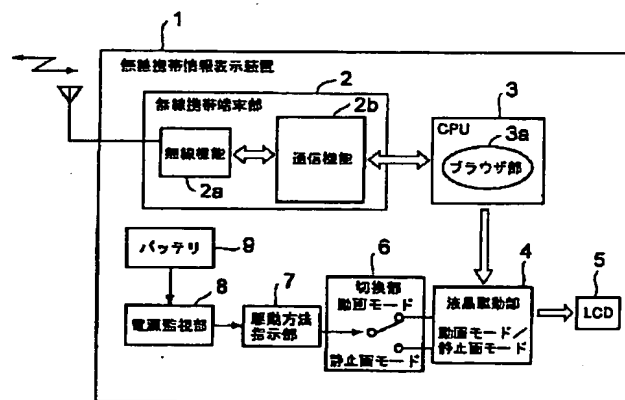 1
無線携帯情報表示装置
2
無線携帯端末部
2b
無線機能
通信機能
2a
3
CPU
3a
ブラウザ部
バッテリ
9
8
電源監視部
7
駆動方法
指示部
6
切換部
動画モード
静止画モード
4
液晶駆動部
動画モード/
静止画モード
5
LCD